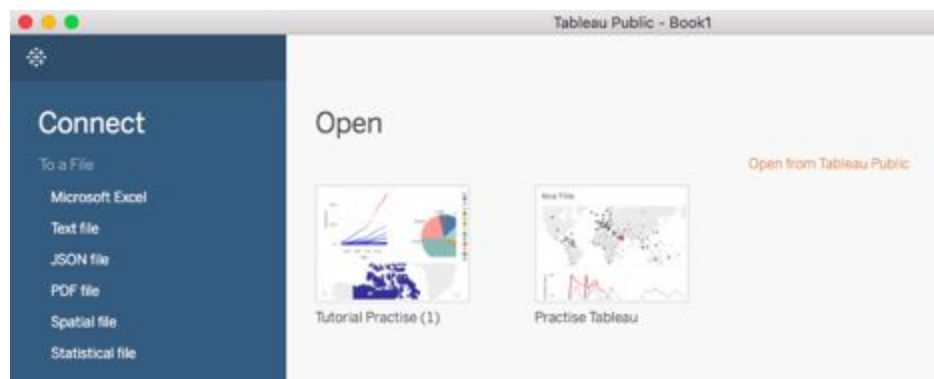 Tableau Public - Book1
Connect
To a File
Microsoft Excel
Text file
JSON file
PDF file
Spatial file
Statistical file
Open
Open from Tableau Public
Tutorial Practise (1)
Practise Tableau